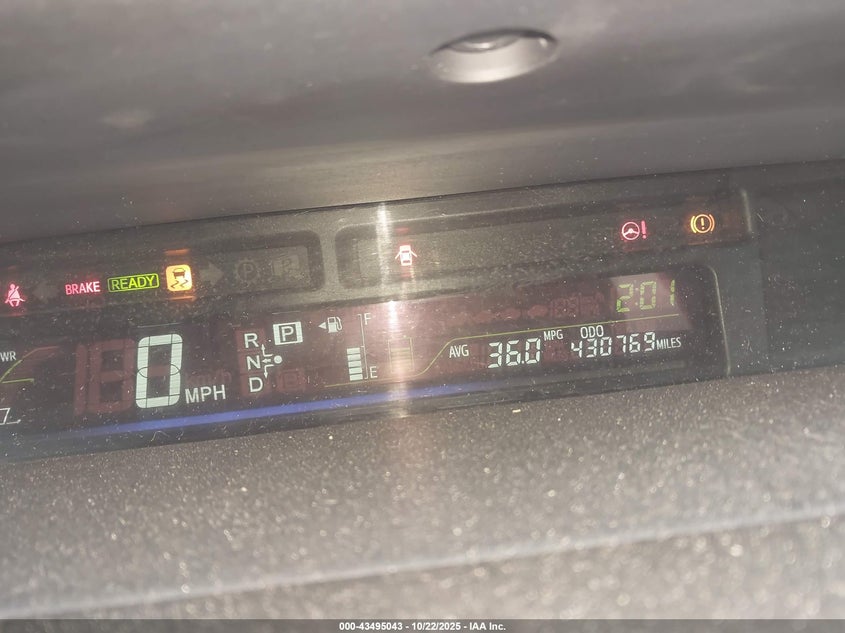 BRAKE READY
2:01
PWR
R P F
N
D E
0 MPH
AVG 36.0 MPG
ODO 430769 MILES
000-43495043 - 10/22/2025 - IAA Inc.